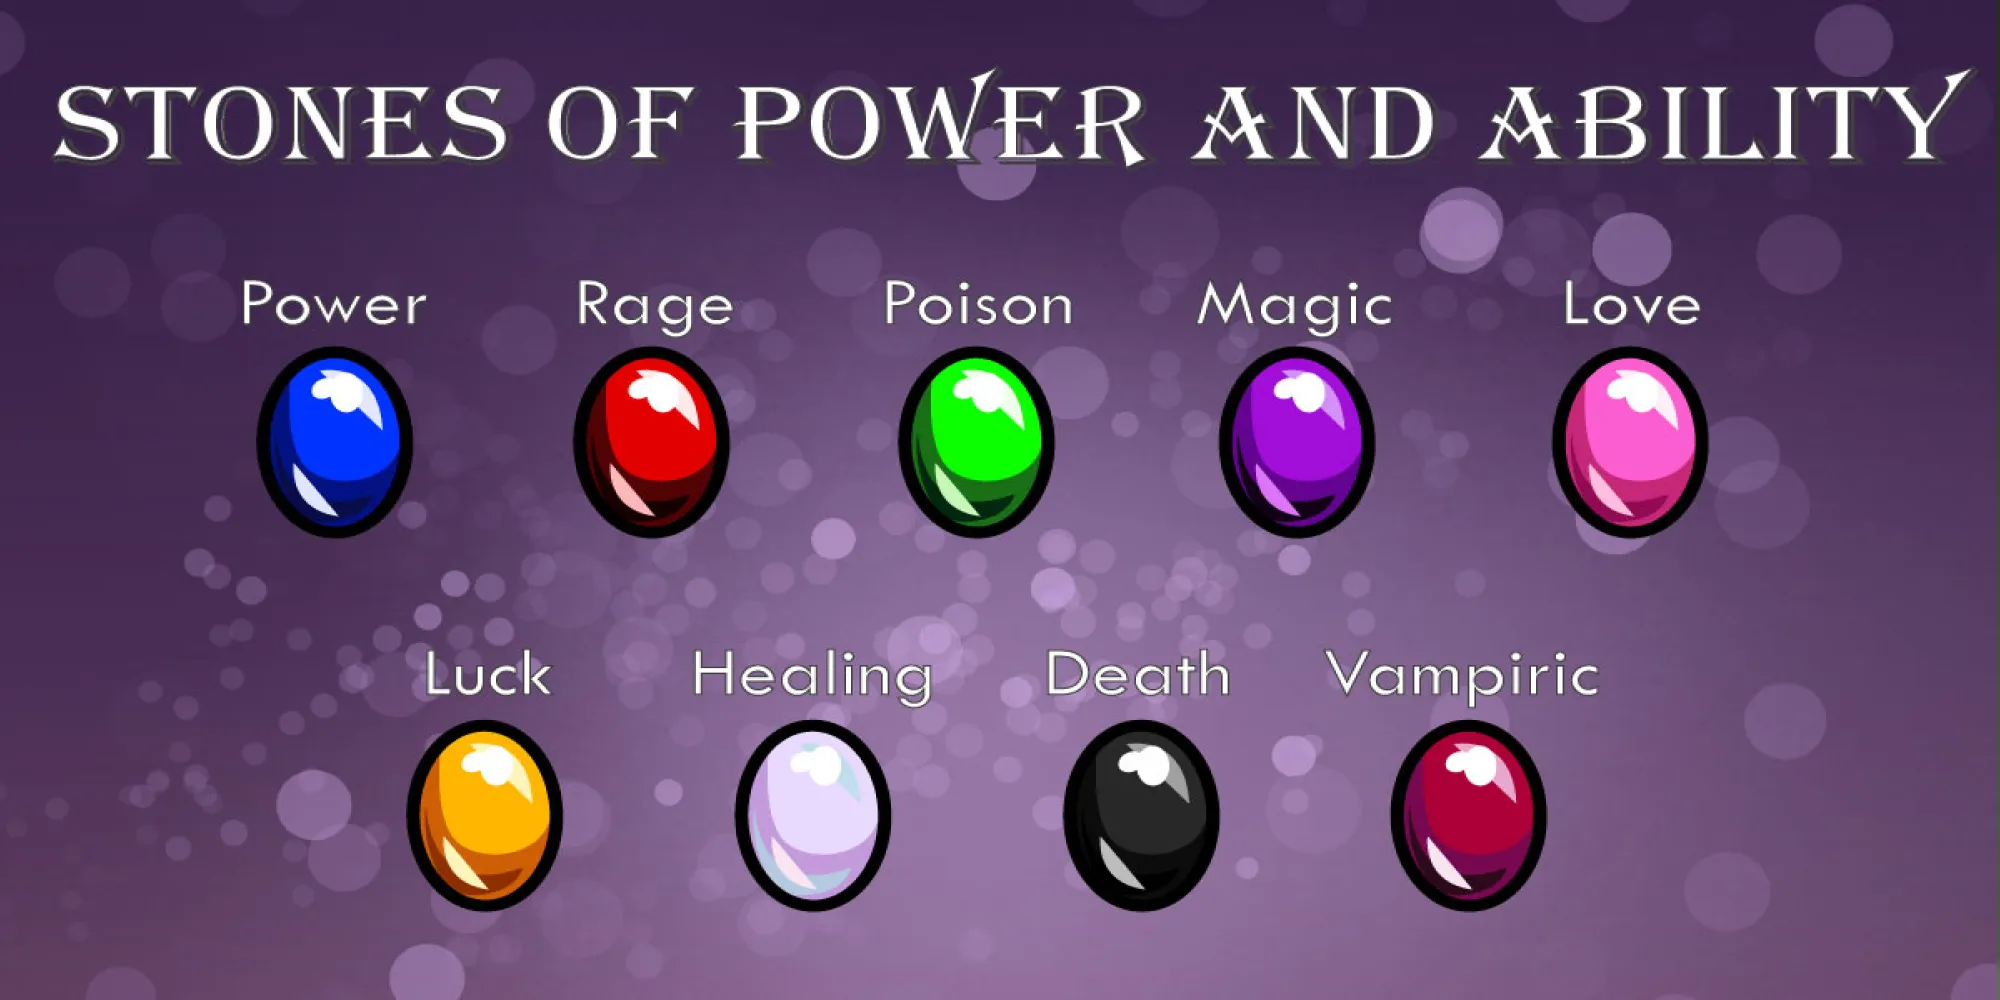 STONES OF POWER AND ABILITY
Power Rage Poison Magic Love
Luck Healing Death Vampiric